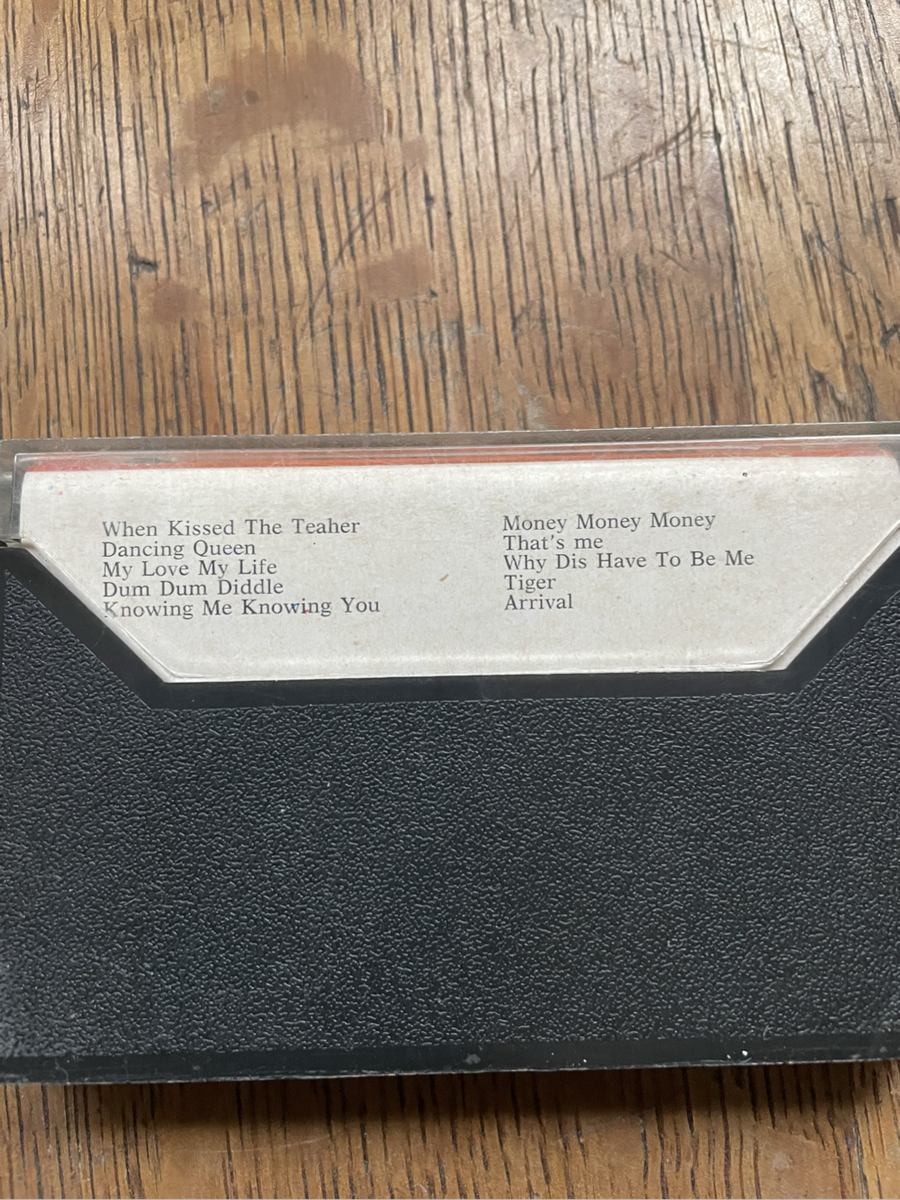 When Kissed The Teaher
Dancing Queen
My Love My Life
Dum Dum Diddle
Knowing Me Knowing You
Money Money Money
That's me
Why Dis Have To Be Me
Tiger
Arrival